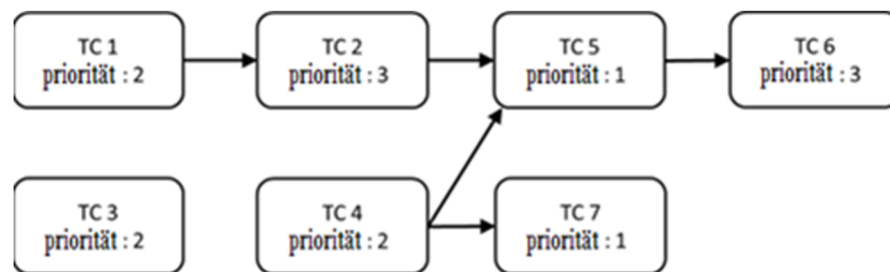 TC 1
priorität : 2
TC 2
priorität : 3
TC 5
priorität : 1
TC 6
priorität : 3
TC 3
priorität : 2
TC 4
priorität : 2
TC 7
priorität : 1